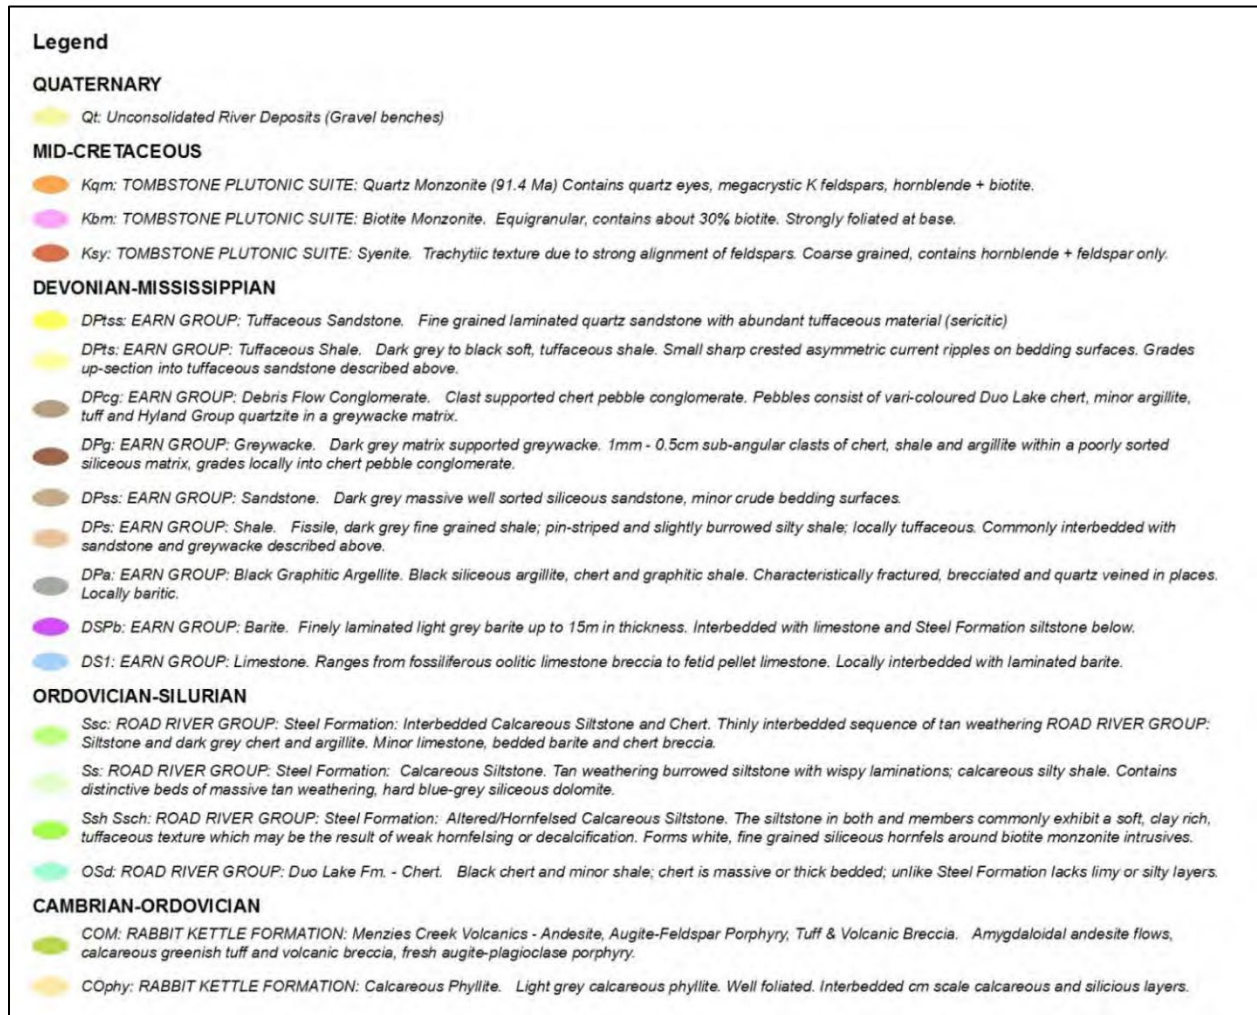 Legend
QUATERNARY
Qt: Unconsolidated River Deposits (Gravel benches)
MID-CRETACEOUS
Kqm: TOMBSTONE PLUTONIC SUITE: Quartz Monzonite (91.4 Ma) Contains quartz eyes, megacrystic K feldspars, hornblende + biotite.
Kbm: TOMBSTONE PLUTONIC SUITE: Biotite Monzonite. Equigranular, contains about 30% biotite. Strongly foliated at base.
Ksy: TOMBSTONE PLUTONIC SUITE: Syenite. Trachytiic texture due to strong alignment of feldspars. Coarse grained, contains hornblende + feldspar only.
DEVONIAN-MISSISSIPPIAN
DPtss: EARN GROUP: Tuffaceous Sandstone. Fine grained laminated quartz sandstone with abundant tuffaceous material (sericitic)
DPts: EARN GROUP: Tuffaceous Shale. Dark grey to black soft, tuffaceous shale. Small sharp crested asymmetric current ripples on bedding surfaces. Grades
up-section into tuffaceous sandstone described above.
DPcg: EARN GROUP: Debris Flow Conglomerate. Clast supported chert pebble conglomerate. Pebbles consist of vari-coloured Duo Lake chert, minor argillite,
tuff and Hyland Group quartzite in a greywacke matrix.
DPg: EARN GROUP: Greywacke. Dark grey matrix supported greywacke. 1mm - 0.5cm sub-angular clasts of chert, shale and argillite within a poorly sorted
siliceous matrix, grades locally into chert pebble conglomerate.
DPss: EARN GROUP: Sandstone. Dark grey massive well sorted siliceous sandstone, minor crude bedding surfaces.
DPs: EARN GROUP: Shale. Fissile, dark grey fine grained shale; pin-striped and slightly burrowed silty shale; locally tuffaceous. Commonly interbedded with
sandstone and greywacke described above.
DPa: EARN GROUP: Black Graphitic Argellite. Black siliceous argillite, chert and graphitic shale. Characteristically fractured, brecciated and quartz veined in places.
Locally baritic.
DSPb: EARN GROUP: Barite. Finely laminated light grey barite up to 15m in thickness. Interbedded with limestone and Steel Formation siltstone below.
DS1: EARN GROUP: Limestone. Ranges from fossiliferous oolitic limestone breccia to fetid pellet limestone. Locally interbedded with laminated barite.
ORDOVICIAN-SILURIAN
Ssc: ROAD RIVER GROUP: Steel Formation: Interbedded Calcareous Siltstone and Chert. Thinly interbedded sequence of tan weathering ROAD RIVER GROUP:
Siltstone and dark grey chert and argillite. Minor limestone, bedded barite and chert breccia.
Ss: ROAD RIVER GROUP: Steel Formation: Calcareous Siltstone. Tan weathering burrowed siltstone with wispy laminations; calcareous silty shale. Contains
distinctive beds of massive tan weathering, hard blue-grey siliceous dolomite.
Ssh Ssch: ROAD RIVER GROUP: Steel Formation: Altered/Hornfelsed Calcareous Siltstone. The siltstone in both and members commonly exhibit a soft, clay rich,
tuffaceous texture which may be the result of weak hornfelsing or decalcification. Forms white, fine grained siliceous hornfels around biotite monzonite intrusives.
OSd: ROAD RIVER GROUP: Duo Lake Fm. - Chert. Black chert and minor shale; chert is massive or thick bedded; unlike Steel Formation lacks limy or silty layers.
CAMBRIAN-ORDOVICIAN
COM: RABBIT KETTLE FORMATION: Menzies Creek Volcanics - Andesite, Augite-Feldspar Porphyry, Tuff & Volcanic Breccia. Amygdaloidal andesite flows,
calcareous greenish tuff and volcanic breccia, fresh augite-plagioclase porphyry.
COphy: RABBIT KETTLE FORMATION: Calcareous Phyllite. Light grey calcareous phyllite. Well foliated. Interbedded cm scale calcareous and silicious layers.